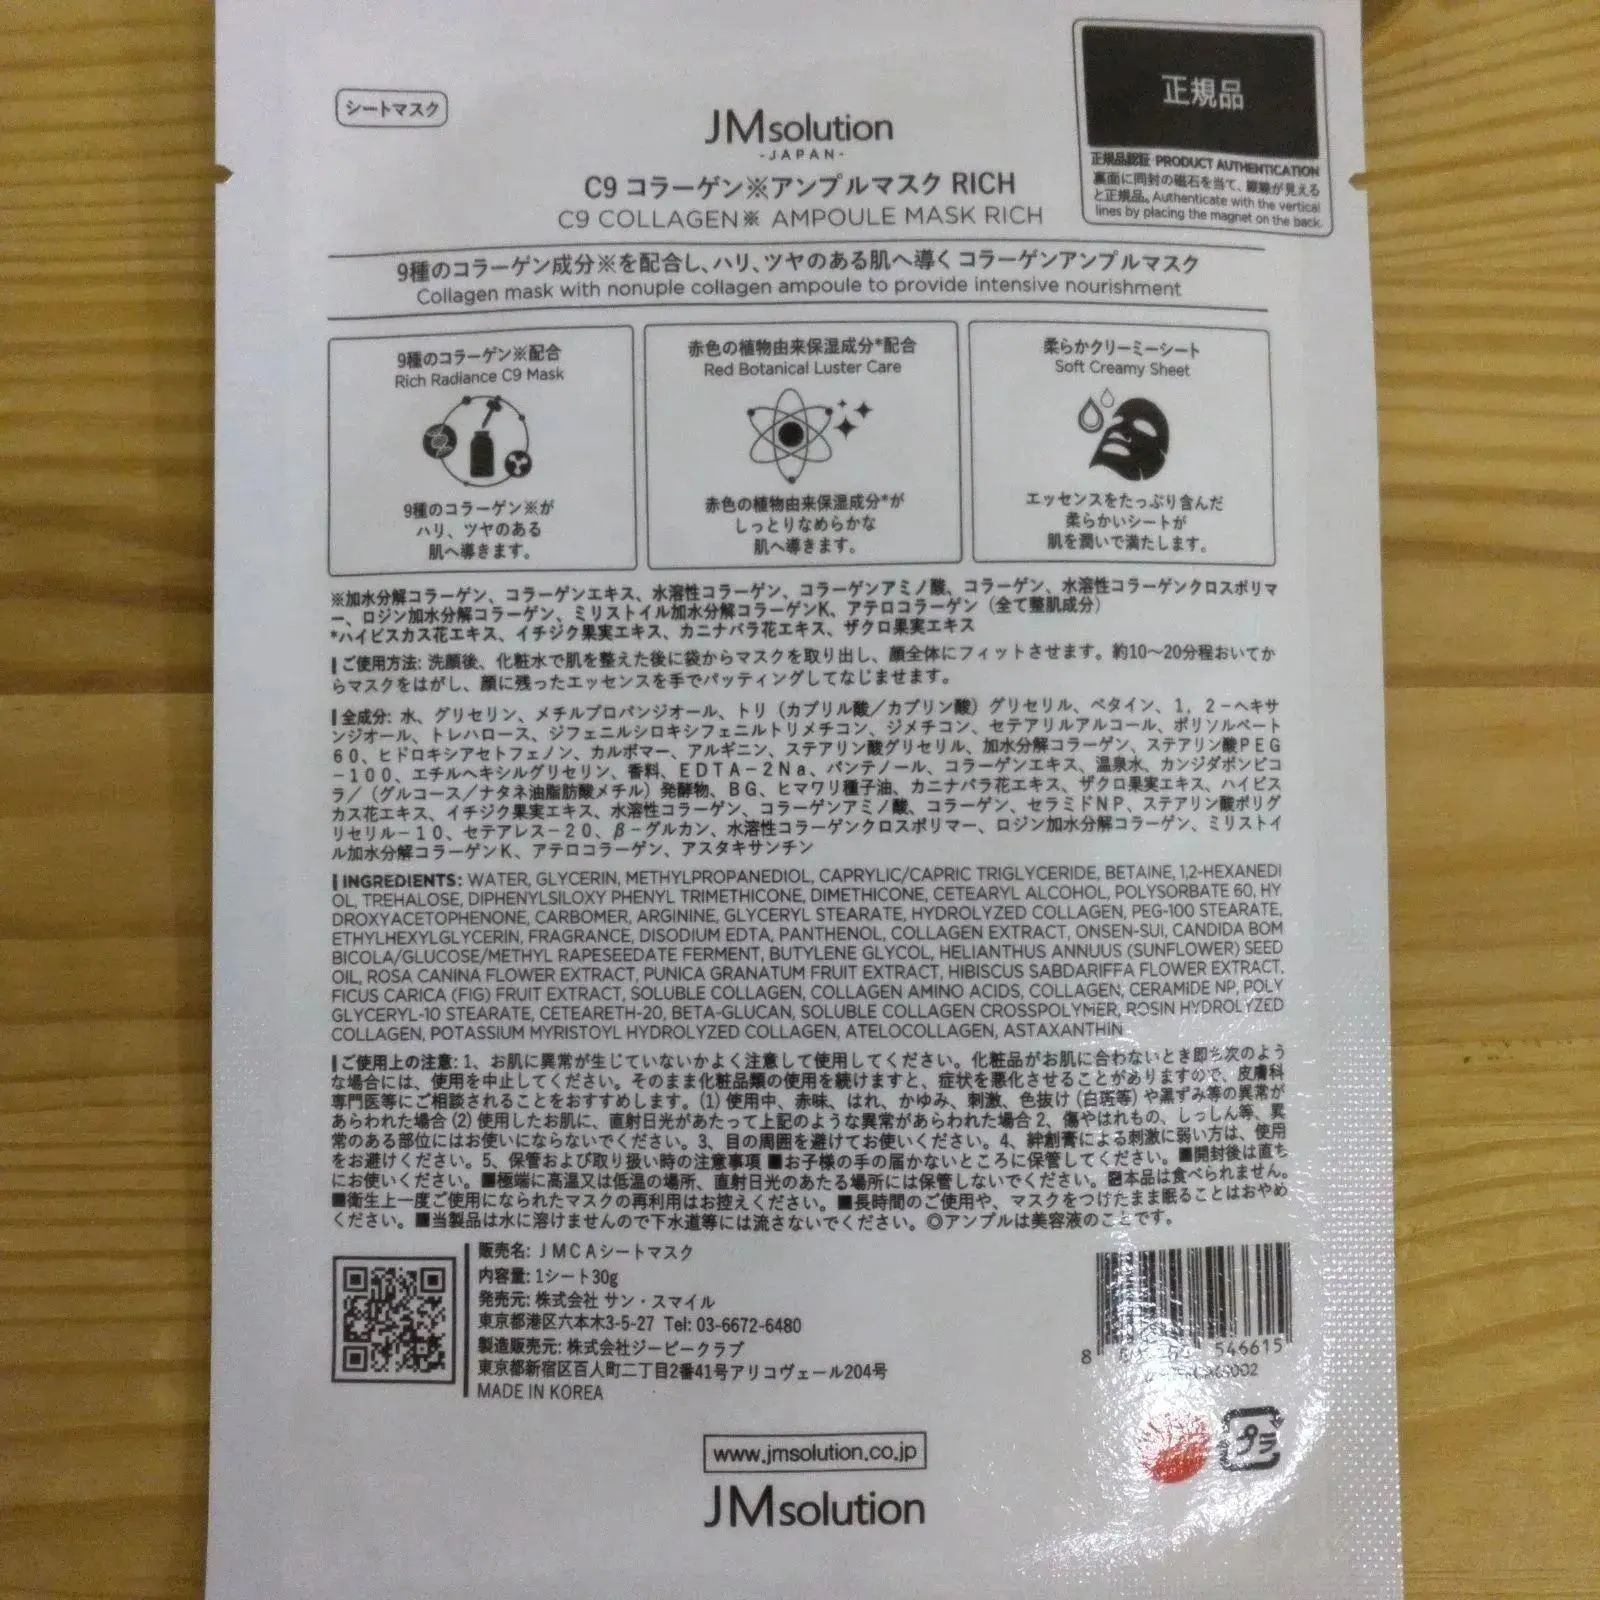 シートマスク
JMsolution
-JAPAN-
C9 コラーゲン※アンプルマスク RICH
C9 COLLAGEN※ AMPOULE MASK RICH
正規品
正規品認証 PRODUCT AUTHENTICATION
裏面に同封の磁石を当て、縦線が見える
と正規品。Authenticate with the vertical
lines by placing the magnet on the back.
9種のコラーゲン成分※を配合し、ハリ、ツヤのある肌へ導く コラーゲンアンプルマスク
Collagen mask with nonuple collagen ampoule to provide intensive nourishment
9種のコラーゲン※配合
Rich Radiance C9 Mask
9種のコラーゲン※が
ハリ、ツヤのある
肌へ導きます。
赤色の植物由来保湿成分*配合
Red Botanical Luster Care
赤色の植物由来保湿成分*が
しっとりなめらかな
肌へ導きます。
柔らかクリーミーシート
Soft Creamy Sheet
エッセンスをたっぷり含んだ
柔らかいシートが
肌を潤いで満たします。
※加水分解コラーゲン、コラーゲンエキス、水溶性コラーゲン、コラーゲンアミノ酸、コラーゲン、水溶性コラーゲンクロスポリマ
ー、ロジン加水分解コラーゲン、ミリストイル加水分解コラーゲンK、アテロコラーゲン（全て整肌成分）
*ハイビスカス花エキス、イチジク果実エキス、カニナバラ花エキス、ザクロ果実エキス
ご使用方法: 洗顔後、化粧水で肌を整えた後に袋からマスクを取り出し、顔全体にフィットさせます。約10～20分程おいてか
らマスクをはがし、顔に残ったエッセンスを手でパッティングしてなじませます。
全成分: 水、グリセリン、メチルプロパンジオール、トリ（カプリル酸／カプリン酸）グリセリル、ベタイン、１，２－ヘキサ
ンジオール、トレハロース、ジフェニルシロキシフェニルトリメチコン、ジメチコン、セテアリルアルコール、ポリソルベート
６０、ヒドロキシアセトフェノン、カルボマー、アルギニン、ステアリン酸グリセリル、加水分解コラーゲン、ステアリン酸ＰＥＧ
－１００、エチルヘキシルグリセリン、香料、ＥＤＴＡ－２Ｎａ、パンテノール、コラーゲンエキス、温泉水、カンジダボンビコ
ラ／（グルコース／ナタネ油脂肪酸メチル）発酵物、ＢＧ、ヒマワリ種子油、カニナバラ花エキス、ザクロ果実エキス、ハイビス
カス花エキス、イチジク果実エキス、水溶性コラーゲン、コラーゲンアミノ酸、コラーゲン、セラミドＮＰ、ステアリン酸ポリグ
リセリル－１０、セテアレス－２０、β－グルカン、水溶性コラーゲンクロスポリマー、ロジン加水分解コラーゲン、ミリストイ
ル加水分解コラーゲンＫ、アテロコラーゲン、アスタキサンチン
INGREDIENTS: WATER, GLYCERIN, METHYLPROPANEDIOL, CAPRYLIC/CAPRIC TRIGLYCERIDE, BETAINE, 1,2-HEXANEDI
OL, TREHALOSE, DIPHENYLSILOXY PHENYL TRIMETHICONE, DIMETHICONE, CETEARYL ALCOHOL, POLYSORBATE 60, HY
DROXYACETOPHENONE, CARBOMER, ARGININE, GLYCERYL STEARATE, HYDROLYZED COLLAGEN, PEG-100 STEARATE,
ETHYLHEXYLGLYCERIN, FRAGRANCE, DISODIUM EDTA, PANTHENOL, COLLAGEN EXTRACT, ONSEN-SUI, CANDIDA BOM
BICOLA/GLUCOSE/METHYL RAPESEEDATE FERMENT, BUTYLENE GLYCOL, HELIANTHUS ANNUUS (SUNFLOWER) SEED
OIL, ROSA CANINA FLOWER EXTRACT, PUNICA GRANATUM FRUIT EXTRACT, HIBISCUS SABDARIFFA FLOWER EXTRACT,
FICUS CARICA (FIG) FRUIT EXTRACT, SOLUBLE COLLAGEN, COLLAGEN AMINO ACIDS, COLLAGEN, CERAMIDE NP, POLY
GLYCERYL-10 STEARATE, CETEARETH-20, BETA-GLUCAN, SOLUBLE COLLAGEN CROSSPOLYMER, ROSIN HYDROLYZED
COLLAGEN, POTASSIUM MYRISTOYL HYDROLYZED COLLAGEN, ATELOCOLLAGEN, ASTAXANTHIN
ご使用上の注意: 1、お肌に異常が生じていないかよく注意して使用してください。化粧品がお肌に合わないとき即ち次のよう
な場合には、使用を中止してください。そのまま化粧品類の使用を続けますと、症状を悪化させることがありますので、皮膚科
専門医等にご相談されることをおすすめします。(1) 使用中、赤味、はれ、かゆみ、刺激、色抜け (白斑等) や黒ずみ等の異常が
あらわれた場合 (2) 使用したお肌に、直射日光があたって上記のような異常があらわれた場合 2、傷やはれもの、しっしん等、異
常のある部位にはお使いにならないでください。3、目の周囲を避けてお使いください。4、絆創膏による刺激に弱い方は、使用
をお避けください。5、保管および取り扱い時の注意事項 ■お子様の手の届かないところに保管してください。■開封後は直ち
にお使いください。■極端に高温又は低温の場所、直射日光のあたる場所には保管しないでください。■本品は食べられません。
■衛生上一度ご使用になられたマスクの再利用はお控えください。■長時間のご使用や、マスクをつけたまま眠ることはおやめ
ください。■当製品は水に溶けませんので下水道等には流さないでください。◎アンプルは美容液のことです。
販売名: ＪＭＣＡシートマスク
内容量: 1シート30g
発売元: 株式会社 サン・スマイル
東京都港区六本木3-5-27 Tel: 03-6672-6480
製造販売元: 株式会社ジーピークラブ
東京都新宿区百人町二丁目2番41号アリコヴェール204号
MADE IN KOREA
8 546615
プラ
www.jmsolution.co.jp
JMsolution